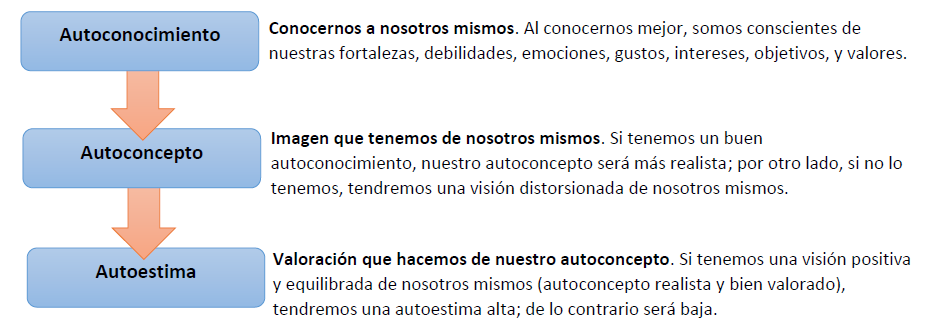 Autoconocimiento
Conocernos a nosotros mismos. Al conocernos mejor, somos conscientes de
nuestras fortalezas, debilidades, emociones, gustos, intereses, objetivos, y valores.
Autoconcepto
Imagen que tenemos de nosotros mismos. Si tenemos un buen
autoconocimiento, nuestro autoconcepto será más realista; por otro lado, si no lo
tenemos, tendremos una visión distorsionada de nosotros mismos.
Autoestima
Valoración que hacemos de nuestro autoconcepto. Si tenemos una visión positiva
y equilibrada de nosotros mismos (autoconcepto realista y bien valorado),
tendremos una autoestima alta; de lo contrario será baja.